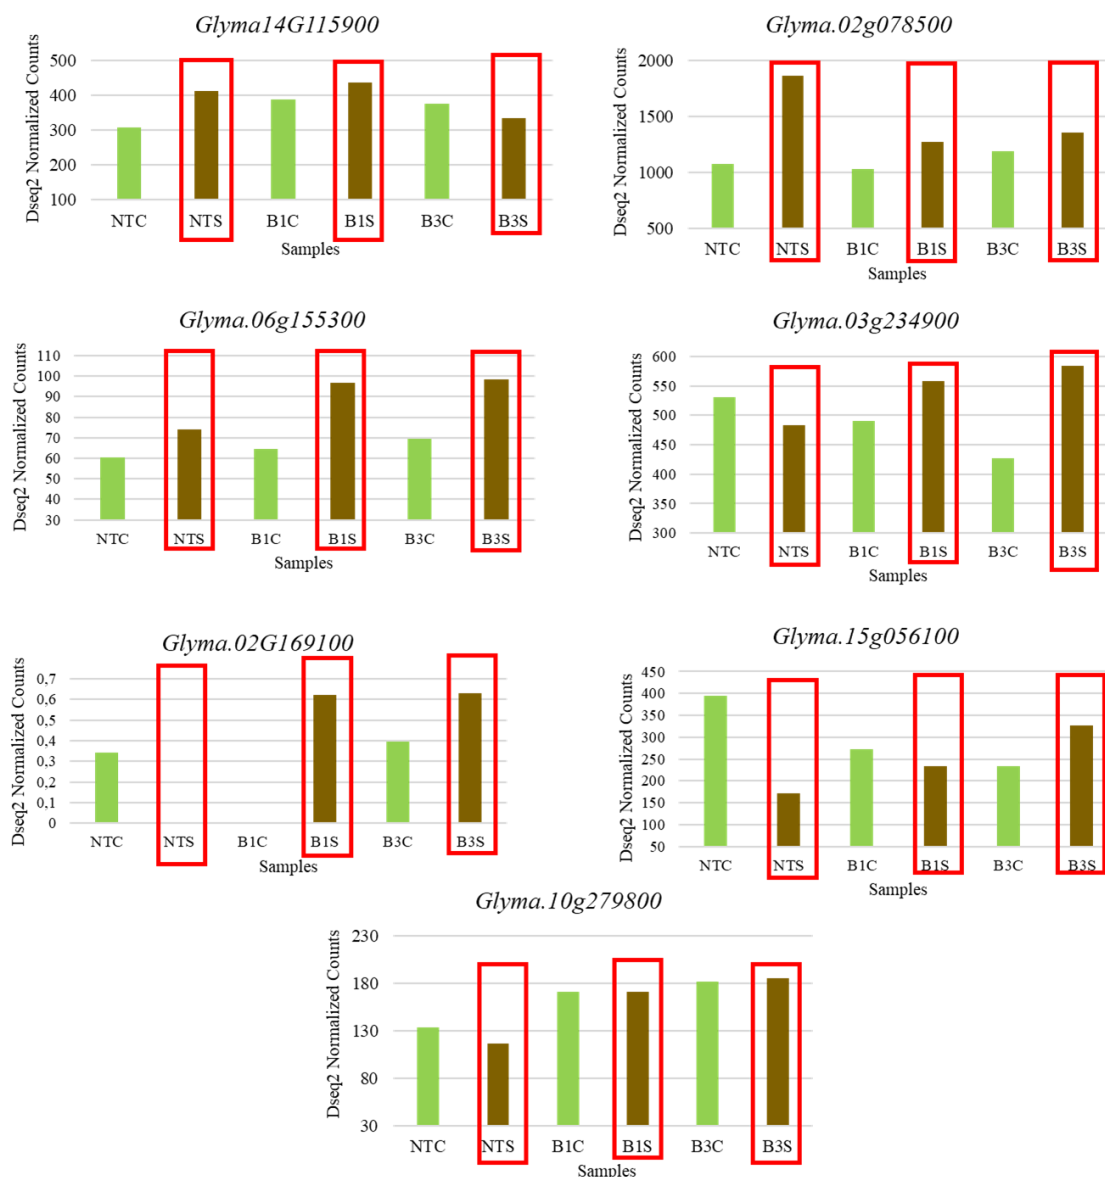 Glyma14G115900
Dseq2 Normalized Counts
500
400
300
200
100
NTC NTS B1C B1S B3C B3S
Samples
Glyma.02g078500
Dseq2 Normalized Counts
2000
1500
1000
500
NTC NTS B1C B1S B3C B3S
Samples
Glyma.06g155300
Dseq2 Normalized Counts
110
100
90
80
70
60
50
40
30
NTC NTS B1C B1S B3C B3S
Samples
Glyma.03g234900
Dseq2 Normalized Counts
600
550
500
450
400
350
300
NTC NTS B1C B1S B3C B3S
Samples
Glyma.02G169100
Dseq2 Normalized Counts
0.7
0.6
0.5
0.4
0.3
0.2
0.1
0
NTC NTS B1C B1S B3C B3S
Samples
Glyma.15g056100
Dseq2 Normalized Counts
450
400
350
300
250
200
150
100
50
NTC NTS B1C B1S B3C B3S
Samples
Glyma.10g279800
Dseq2 Normalized Counts
230
180
130
80
30
NTC NTS B1C B1S B3C B3S
Samples